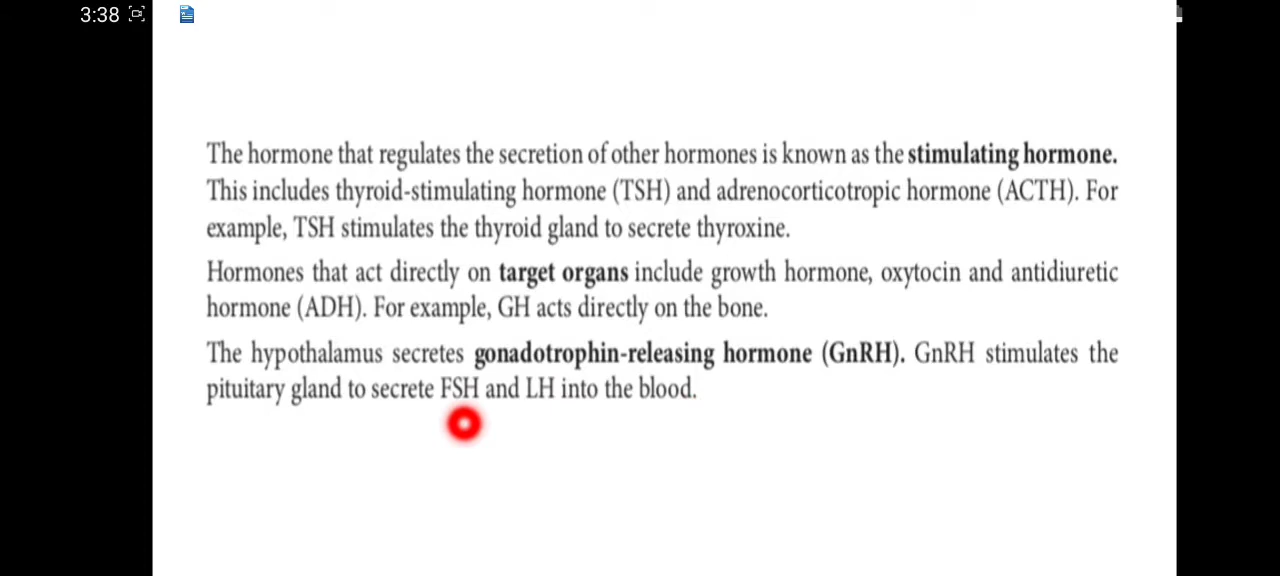 3:38
The hormone that regulates the secretion of other hormones is known as the stimulating hormone.
This includes thyroid-stimulating hormone (TSH) and adrenocorticotropic hormone (ACTH). For
example, TSH stimulates the thyroid gland to secrete thyroxine.
Hormones that act directly on target organs include growth hormone, oxytocin and antidiuretic
hormone (ADH). For example, GH acts directly on the bone.
The hypothalamus secretes gonadotrophin-releasing hormone (GnRH). GnRH stimulates the
pituitary gland to secrete FSH and LH into the blood.